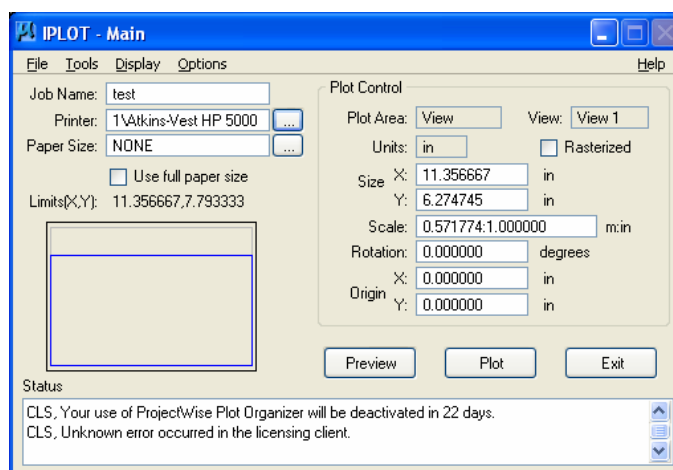 IPLOT - Main
File Tools Display Options Help
Job Name: test
Printer: 1\Atkins-Vest HP 5000 ...
Paper Size: NONE ...
Use full paper size
Limits(X,Y): 11.356667,7.793333
Plot Control
Plot Area: View View: View 1
Units: in Rasterized
Size X: 11.356667 in
Y: 6.274745 in
Scale: 0.571774:1.000000 m:in
Rotation: 0.000000 degrees
Origin X: 0.000000 in
Y: 0.000000 in
Preview Plot Exit
Status
CLS, Your use of ProjectWise Plot Organizer will be deactivated in 22 days.
CLS, Unknown error occurred in the licensing client.